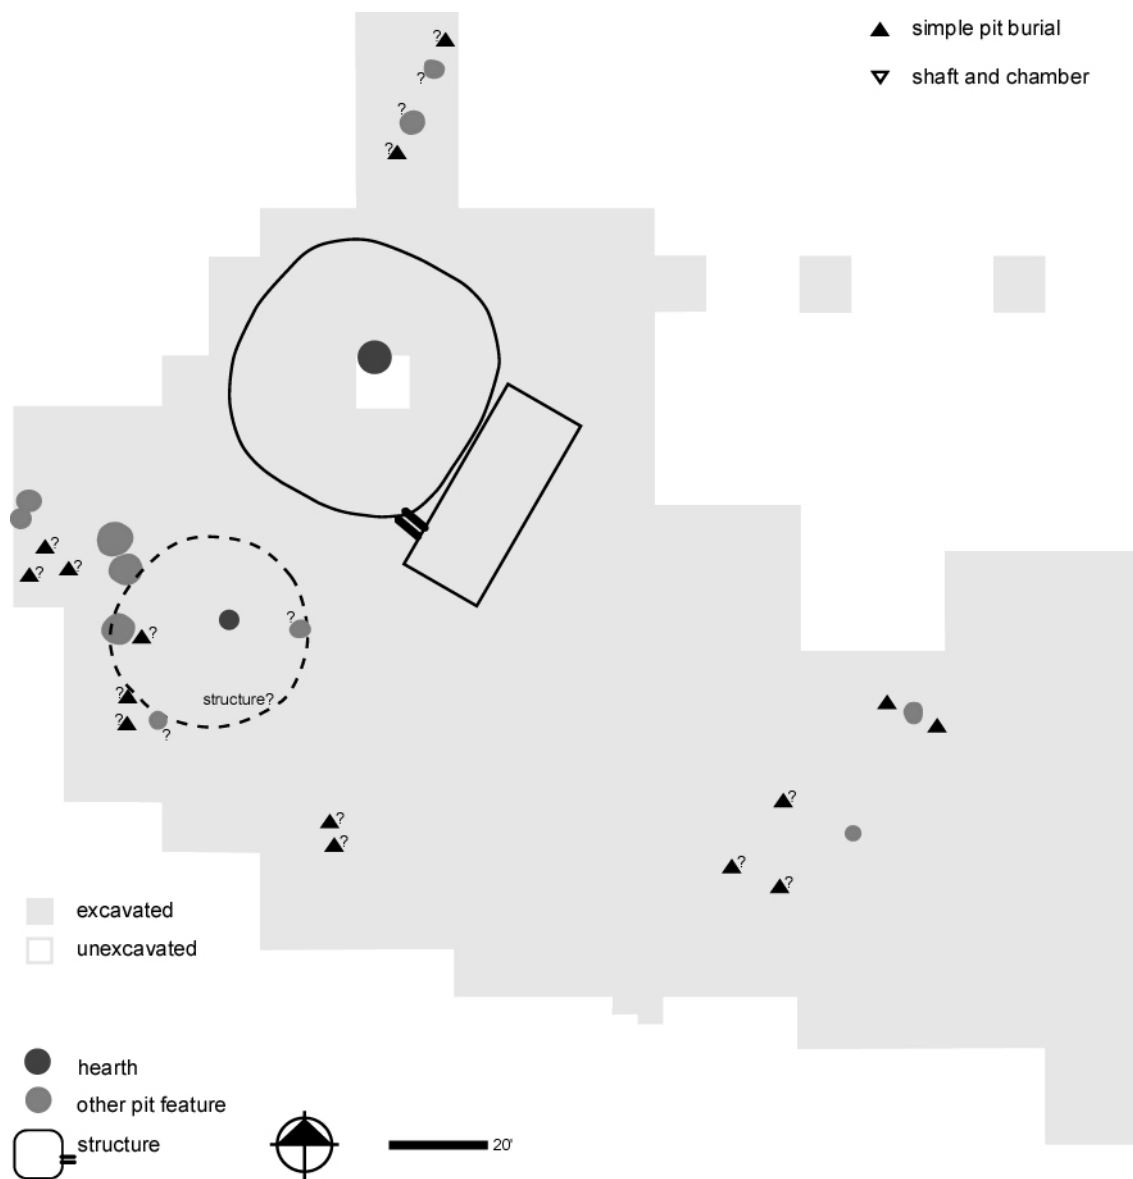 simple pit burial
shaft and chamber
?
?
?
?
?
?
?
?
?
structure?
?
?
?
?
?
?
?
?
excavated
unexcavated
hearth
other pit feature
structure
20'